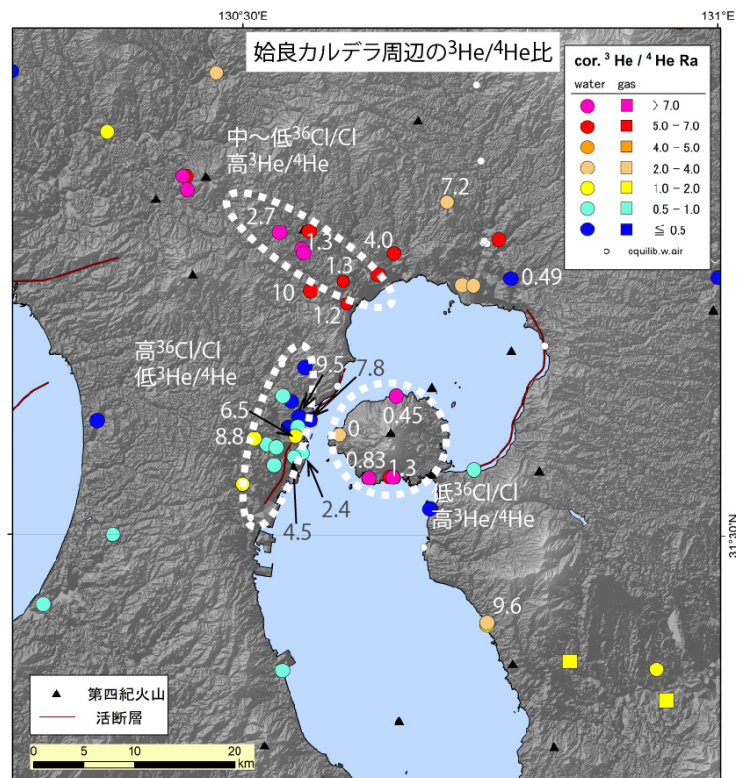 130°30'
131°E
姶良カルデラ周辺の³He/⁴He比
cor. ³ He / ⁴ He Ra
water gas
> 7.0
5.0 - 7.0
4.0 - 5.0
2.0 - 4.0
1.0 - 2.0
0.5 - 1.0
≦ 0.5
equilib.w.air
中〜低³⁶Cl/Cl
高³He/⁴He
7.2
2.7
1.3
4.0
1.3
10
1.2
0.49
高³⁶Cl/Cl
低³He/⁴He
9.5
7.8
6.5
8.8
0.45
0
0.83
1.3
低³⁶Cl/Cl
高³He/⁴He
2.4
4.5
31°30'N
9.6
第四紀火山
活断層
0 5 10 20
km